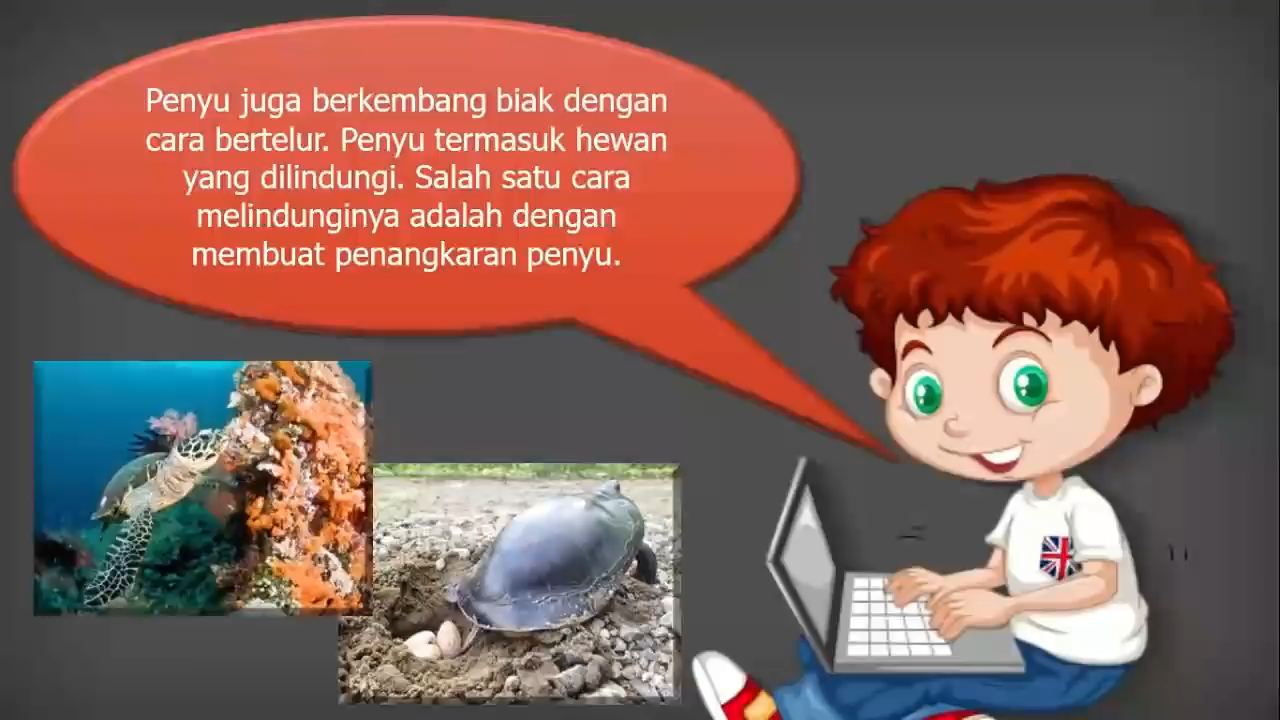 Penyu juga berkembang biak dengan
cara bertelur. Penyu termasuk hewan
yang dilindungi. Salah satu cara
melindunginya adalah dengan
membuat penangkaran penyu.